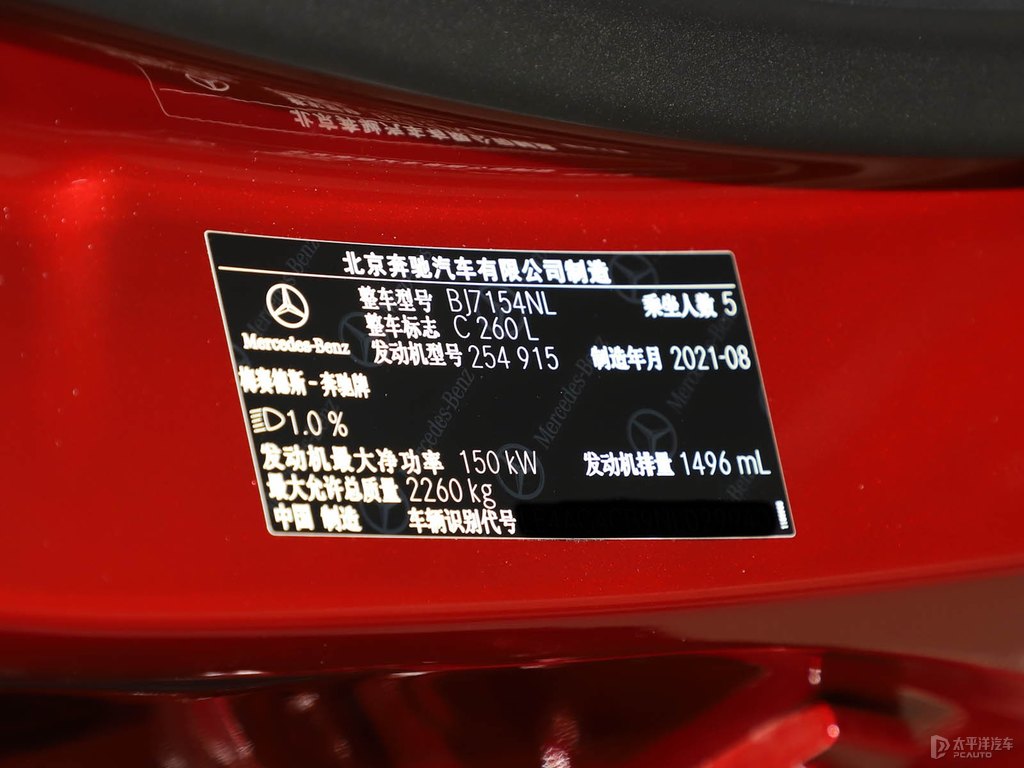 北京奔驰汽车有限公司制造
整车型号 BJ7154NL 乘坐人数 5
整车标志 C 260 L
Mercedes-Benz
发动机型号 254 915 制造年月 2021-08
梅赛德斯-奔驰牌
1.0 %
发动机最大净功率 150 kW 发动机排量 1496 mL
最大允许总质量 2260 kg
中国 制造 车辆识别代号
太平洋汽车
PCAUTO